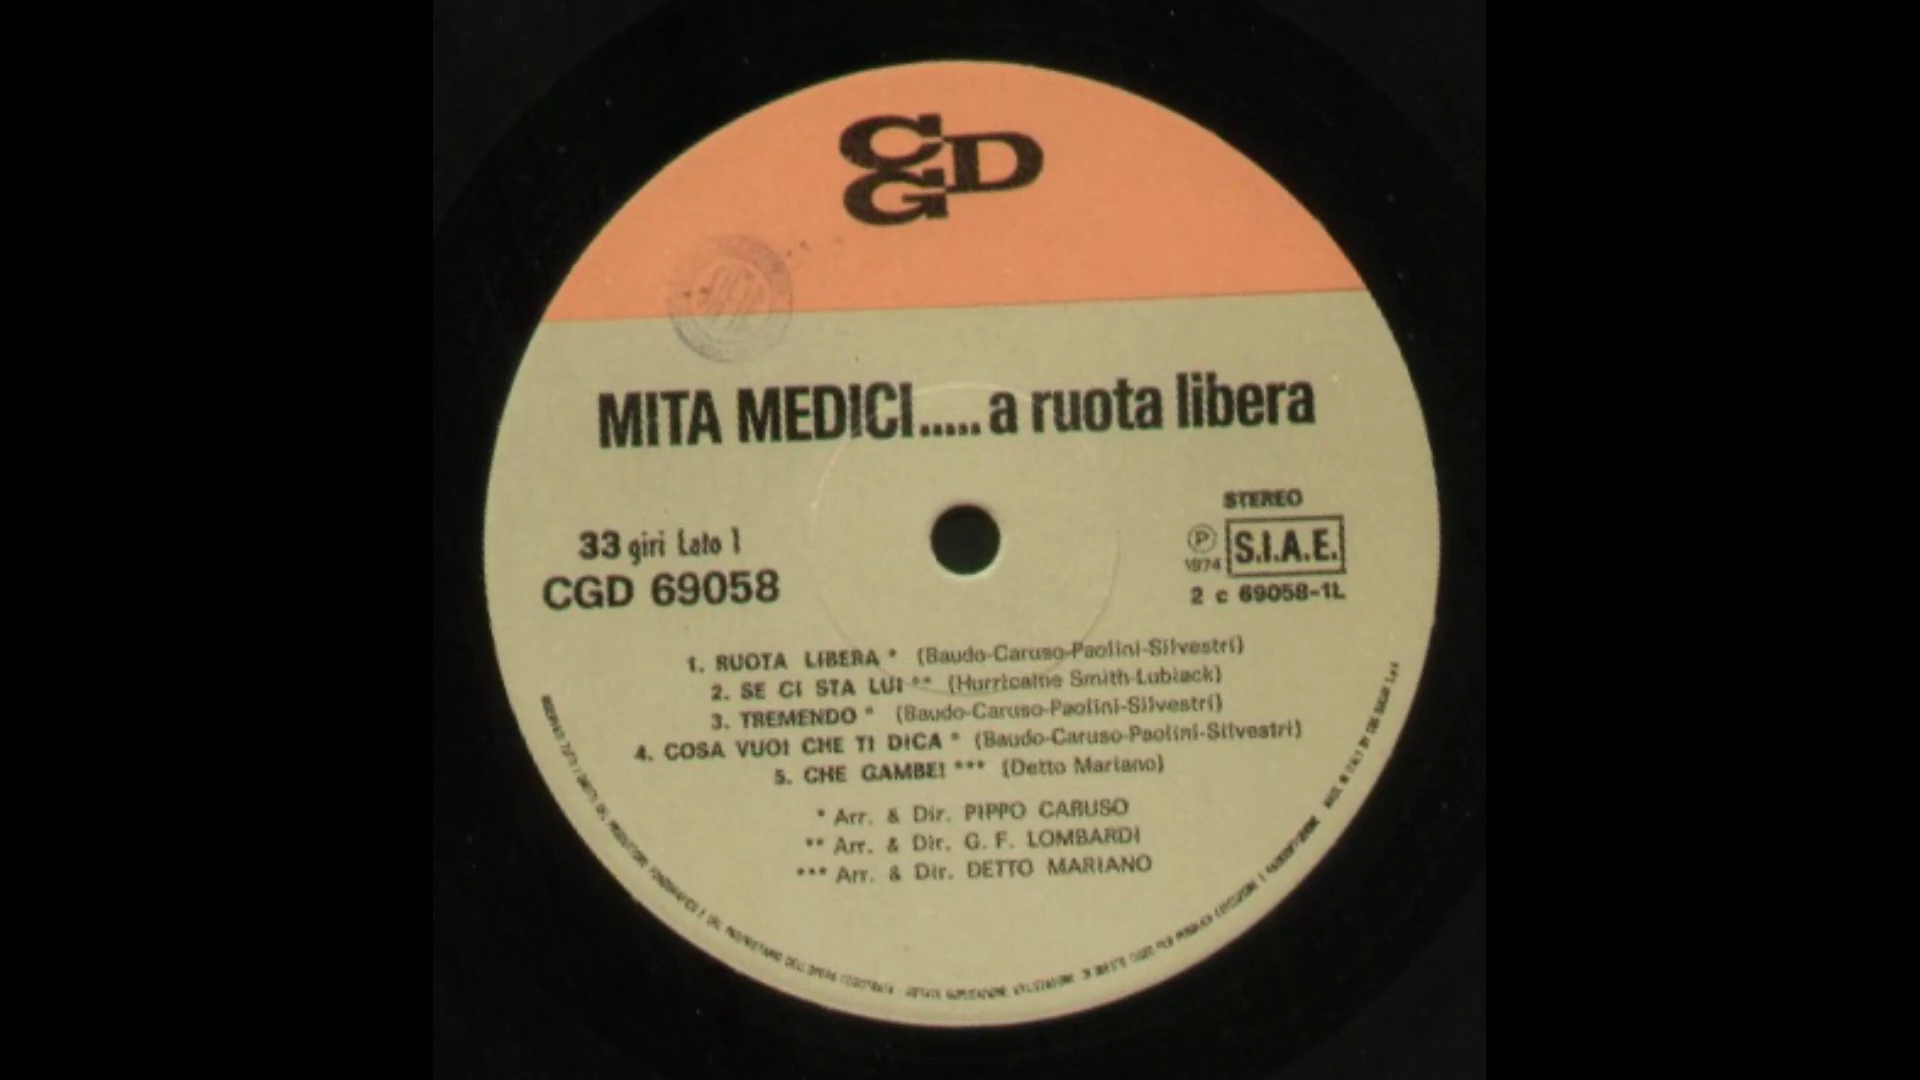 CGD
MITA MEDICI.....a ruota libera
STEREO
33 giri Lato 1
℗ S.I.A.E.
1974
CGD 69058
2 c 69058-1L
1. RUOTA LIBERA * (Baudo-Caruso-Paolini-Silvestri)
2. SE CI STA LUI ** (Hurricaine Smith-Lubiack)
3. TREMENDO * (Baudo-Caruso-Paolini-Silvestri)
4. COSA VUOI CHE TI DICA * (Baudo-Caruso-Paolini-Silvestri)
5. CHE GAMBE! *** (Detto Mariano)
* Arr. & Dir. PIPPO CARUSO
** Arr. & Dir. G. F. LOMBARDI
*** Arr. & Dir. DETTO MARIANO